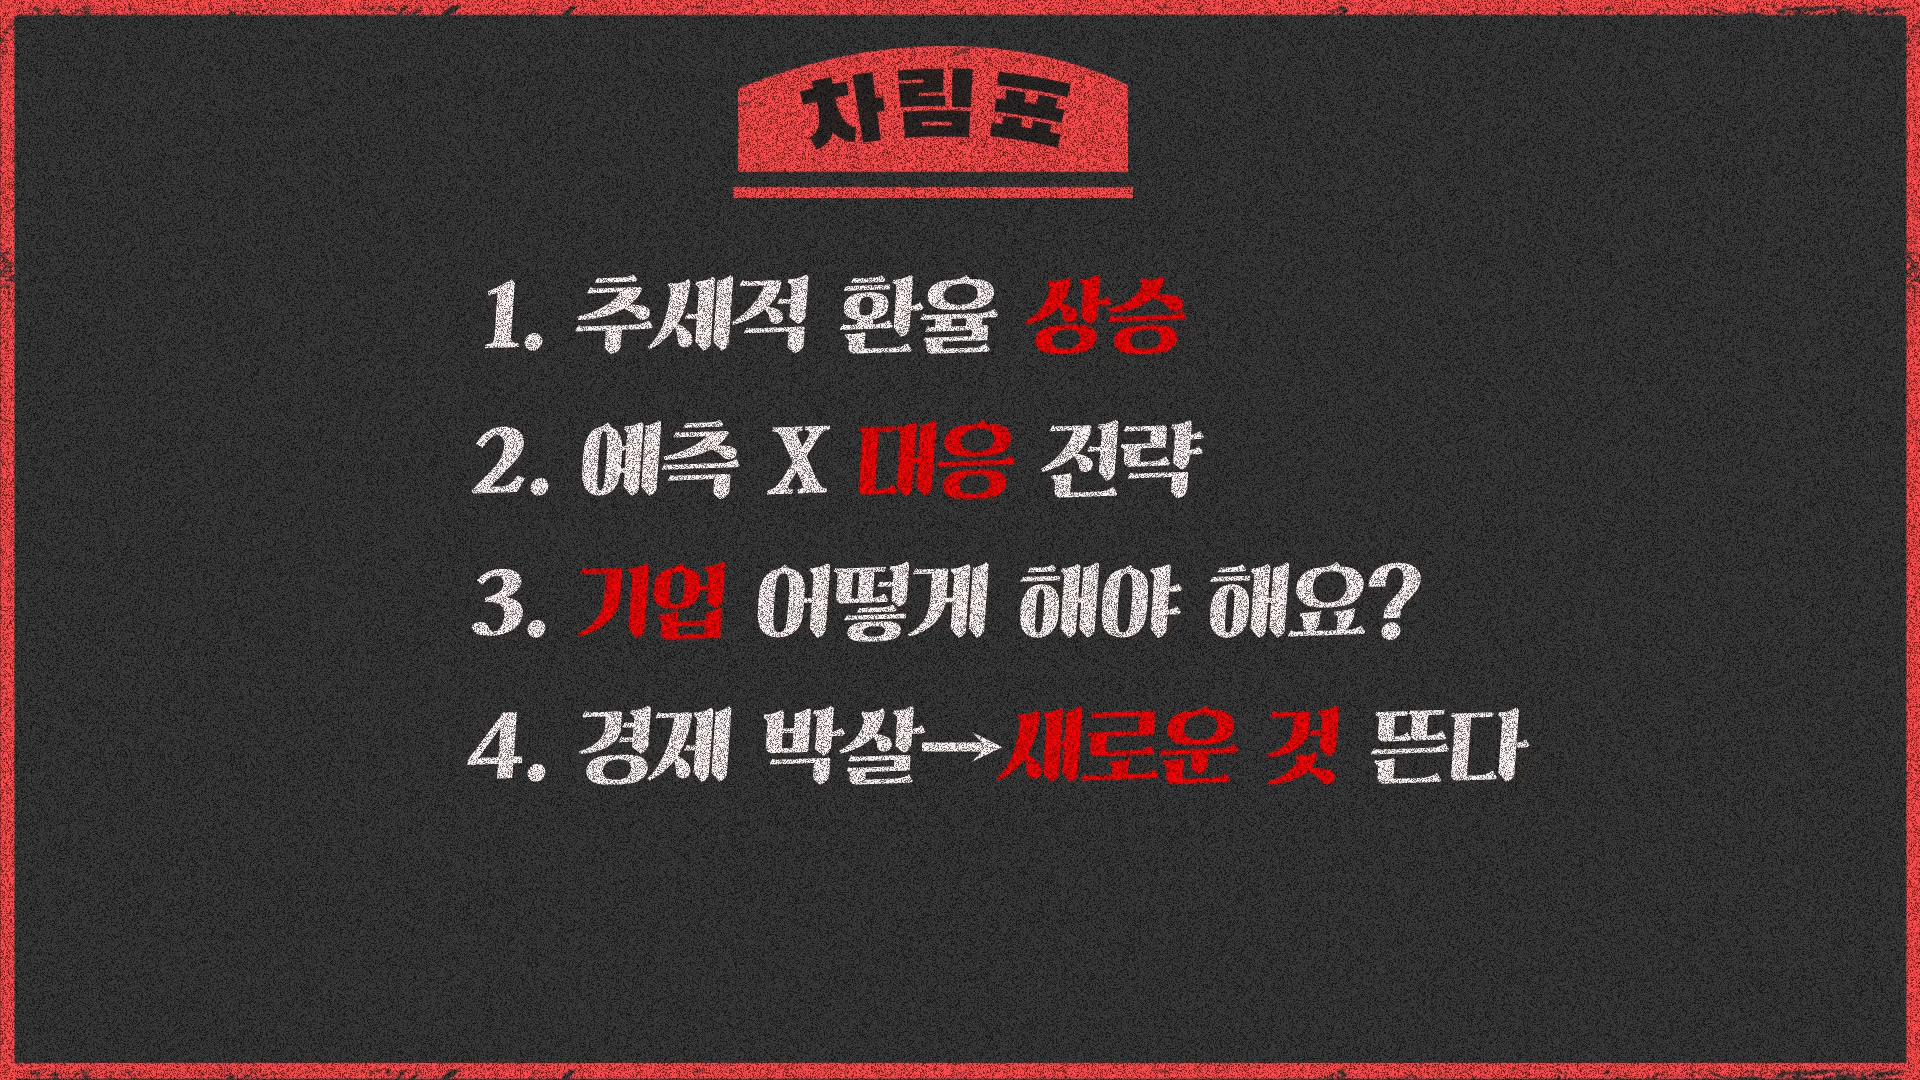 차림표
1. 추세적 환율 상승
2. 예측 X 대응 전략
3. 기업 어떻게 해야 해요?
4. 경제 박살→새로운 것 뜬다